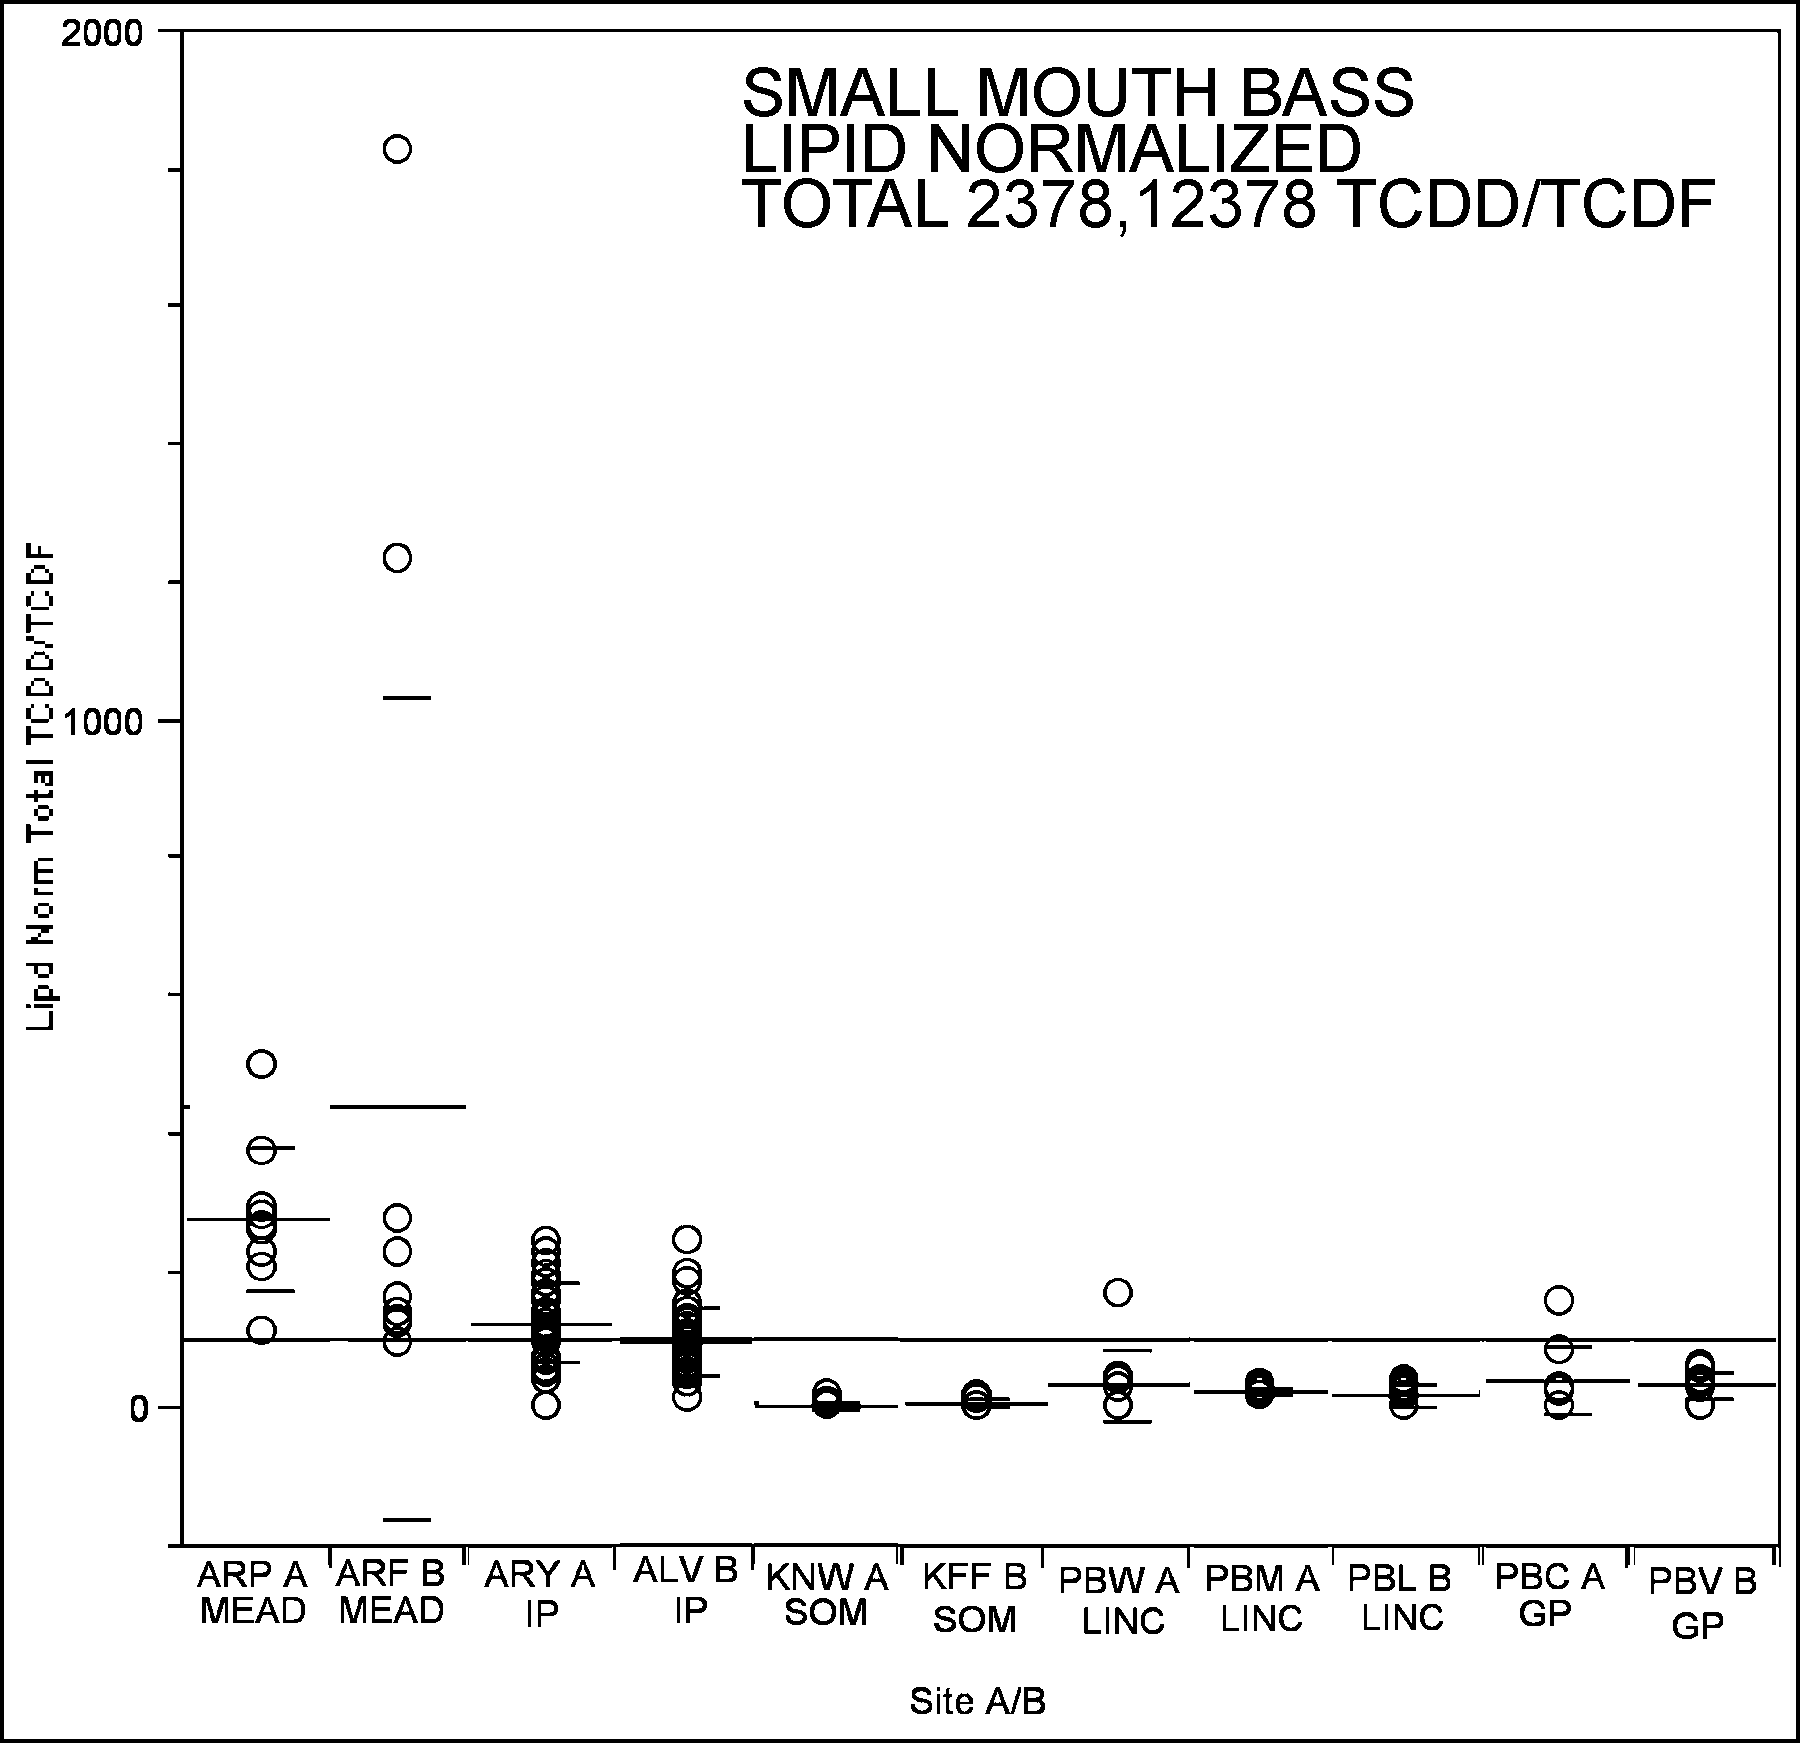 2000
SMALL MOUTH BASS
LIPID NORMALIZED
TOTAL 2378,12378 TCDD/TCDF
Lipd Norm Total TCDD/TCDF
1000
0
ARP A
MEAD
ARF B
MEAD
ARY A
IP
ALV B
IP
KNW A
SOM
KFF B
SOM
PBW A
LINC
PBM A
LINC
PBL B
LINC
PBC A
GP
PBV B
GP
Site A/B